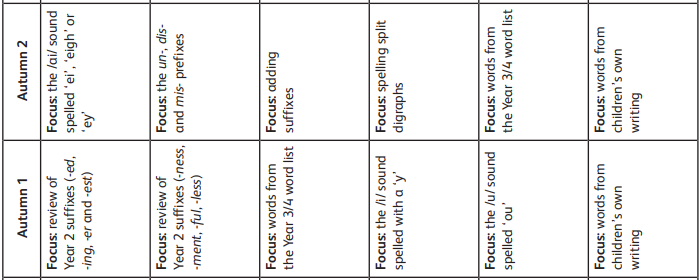 Autumn 1
Focus: review of
Year 2 suffixes (-ed,
-ing, -er and -est)
Focus: review of
Year 2 suffixes (-ness,
-ment, -ful, -less)
Focus: words from
the Year 3/4 word list
Focus: the /i/ sound
spelled with a ‘y’
Focus: the /u/ sound
spelled ‘ou’
Focus: words from
children’s own
writing
Autumn 2
Focus: the /ai/ sound
spelled ‘ei’, ‘eigh’ or
‘ey’
Focus: the un-, dis-
and mis- prefixes
Focus: adding
suffixes
Focus: spelling split
digraphs
Focus: words from
the Year 3/4 word list
Focus: words from
children’s own
writing